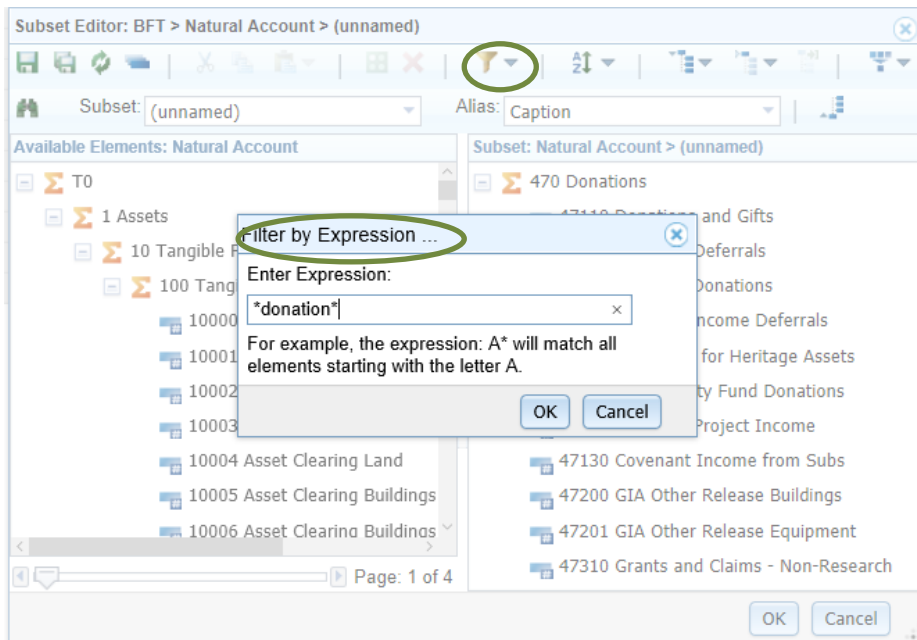 Subset Editor: BFT > Natural Account > (unnamed)
Subset: (unnamed) Alias: Caption
Available Elements: Natural Account
Subset: Natural Account > (unnamed)
T0
470 Donations
1 Assets
and Gifts
10 Tangible
Deferrals
100 Tang
Donations
10000
ncome Deferrals
10001
for Heritage Assets
10002
ty Fund Donations
10003
Project Income
10004 Asset Clearing Land
47130 Covenant Income from Subs
10005 Asset Clearing Buildings
47200 GIA Other Release Buildings
10006 Asset Clearing Buildings
47201 GIA Other Release Equipment
47310 Grants and Claims - Non-Research
Page: 1 of 4
OK Cancel
Filter by Expression ...
Enter Expression:
*donation*
For example, the expression: A* will match all
elements starting with the letter A.
OK Cancel